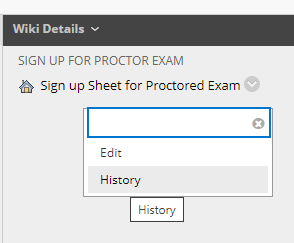 Wiki Details
SIGN UP FOR PROCTOR EXAM
Sign up Sheet for Proctored Exam
Edit
History
History